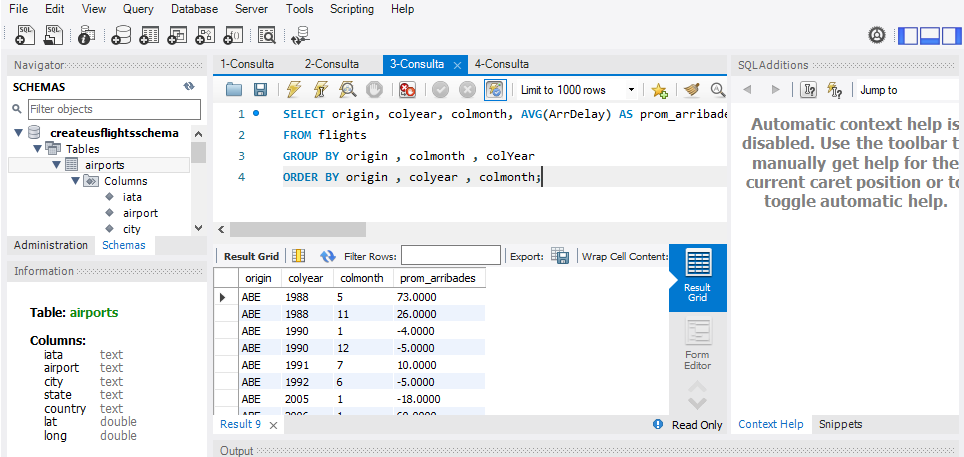 File Edit View Query Database Server Tools Scripting Help
Navigator
SCHEMAS
Filter objects
createusflightsschema
Tables
airports
Columns
iata
airport
city
Administration Schemas
Information
Table: airports
Columns:
iata text
airport text
city text
state text
country text
lat double
long double
1-Consulta 2-Consulta 3-Consulta 4-Consulta
Limit to 1000 rows
1 SELECT origin, colyear, colmonth, AVG(ArrDelay) AS prom_arribade
2 FROM flights
3 GROUP BY origin , colmonth , colYear
4 ORDER BY origin , colyear , colmonth;
Result Grid Filter Rows: Export: Wrap Cell Content:
origin colyear colmonth prom_arribades
ABE 1988 5 73.0000
ABE 1988 11 26.0000
ABE 1990 1 -4.0000
ABE 1990 12 -5.0000
ABE 1991 7 10.0000
ABE 1992 6 -5.0000
ABE 2005 1 -18.0000
ABE 2006 1 60.0000
Result 9 Read Only
Result
Grid
Form
Editor
SQLAdditions
Jump to
Automatic context help is
disabled. Use the toolbar t
manually get help for the
current caret position or to
toggle automatic help.
Context Help Snippets
Output